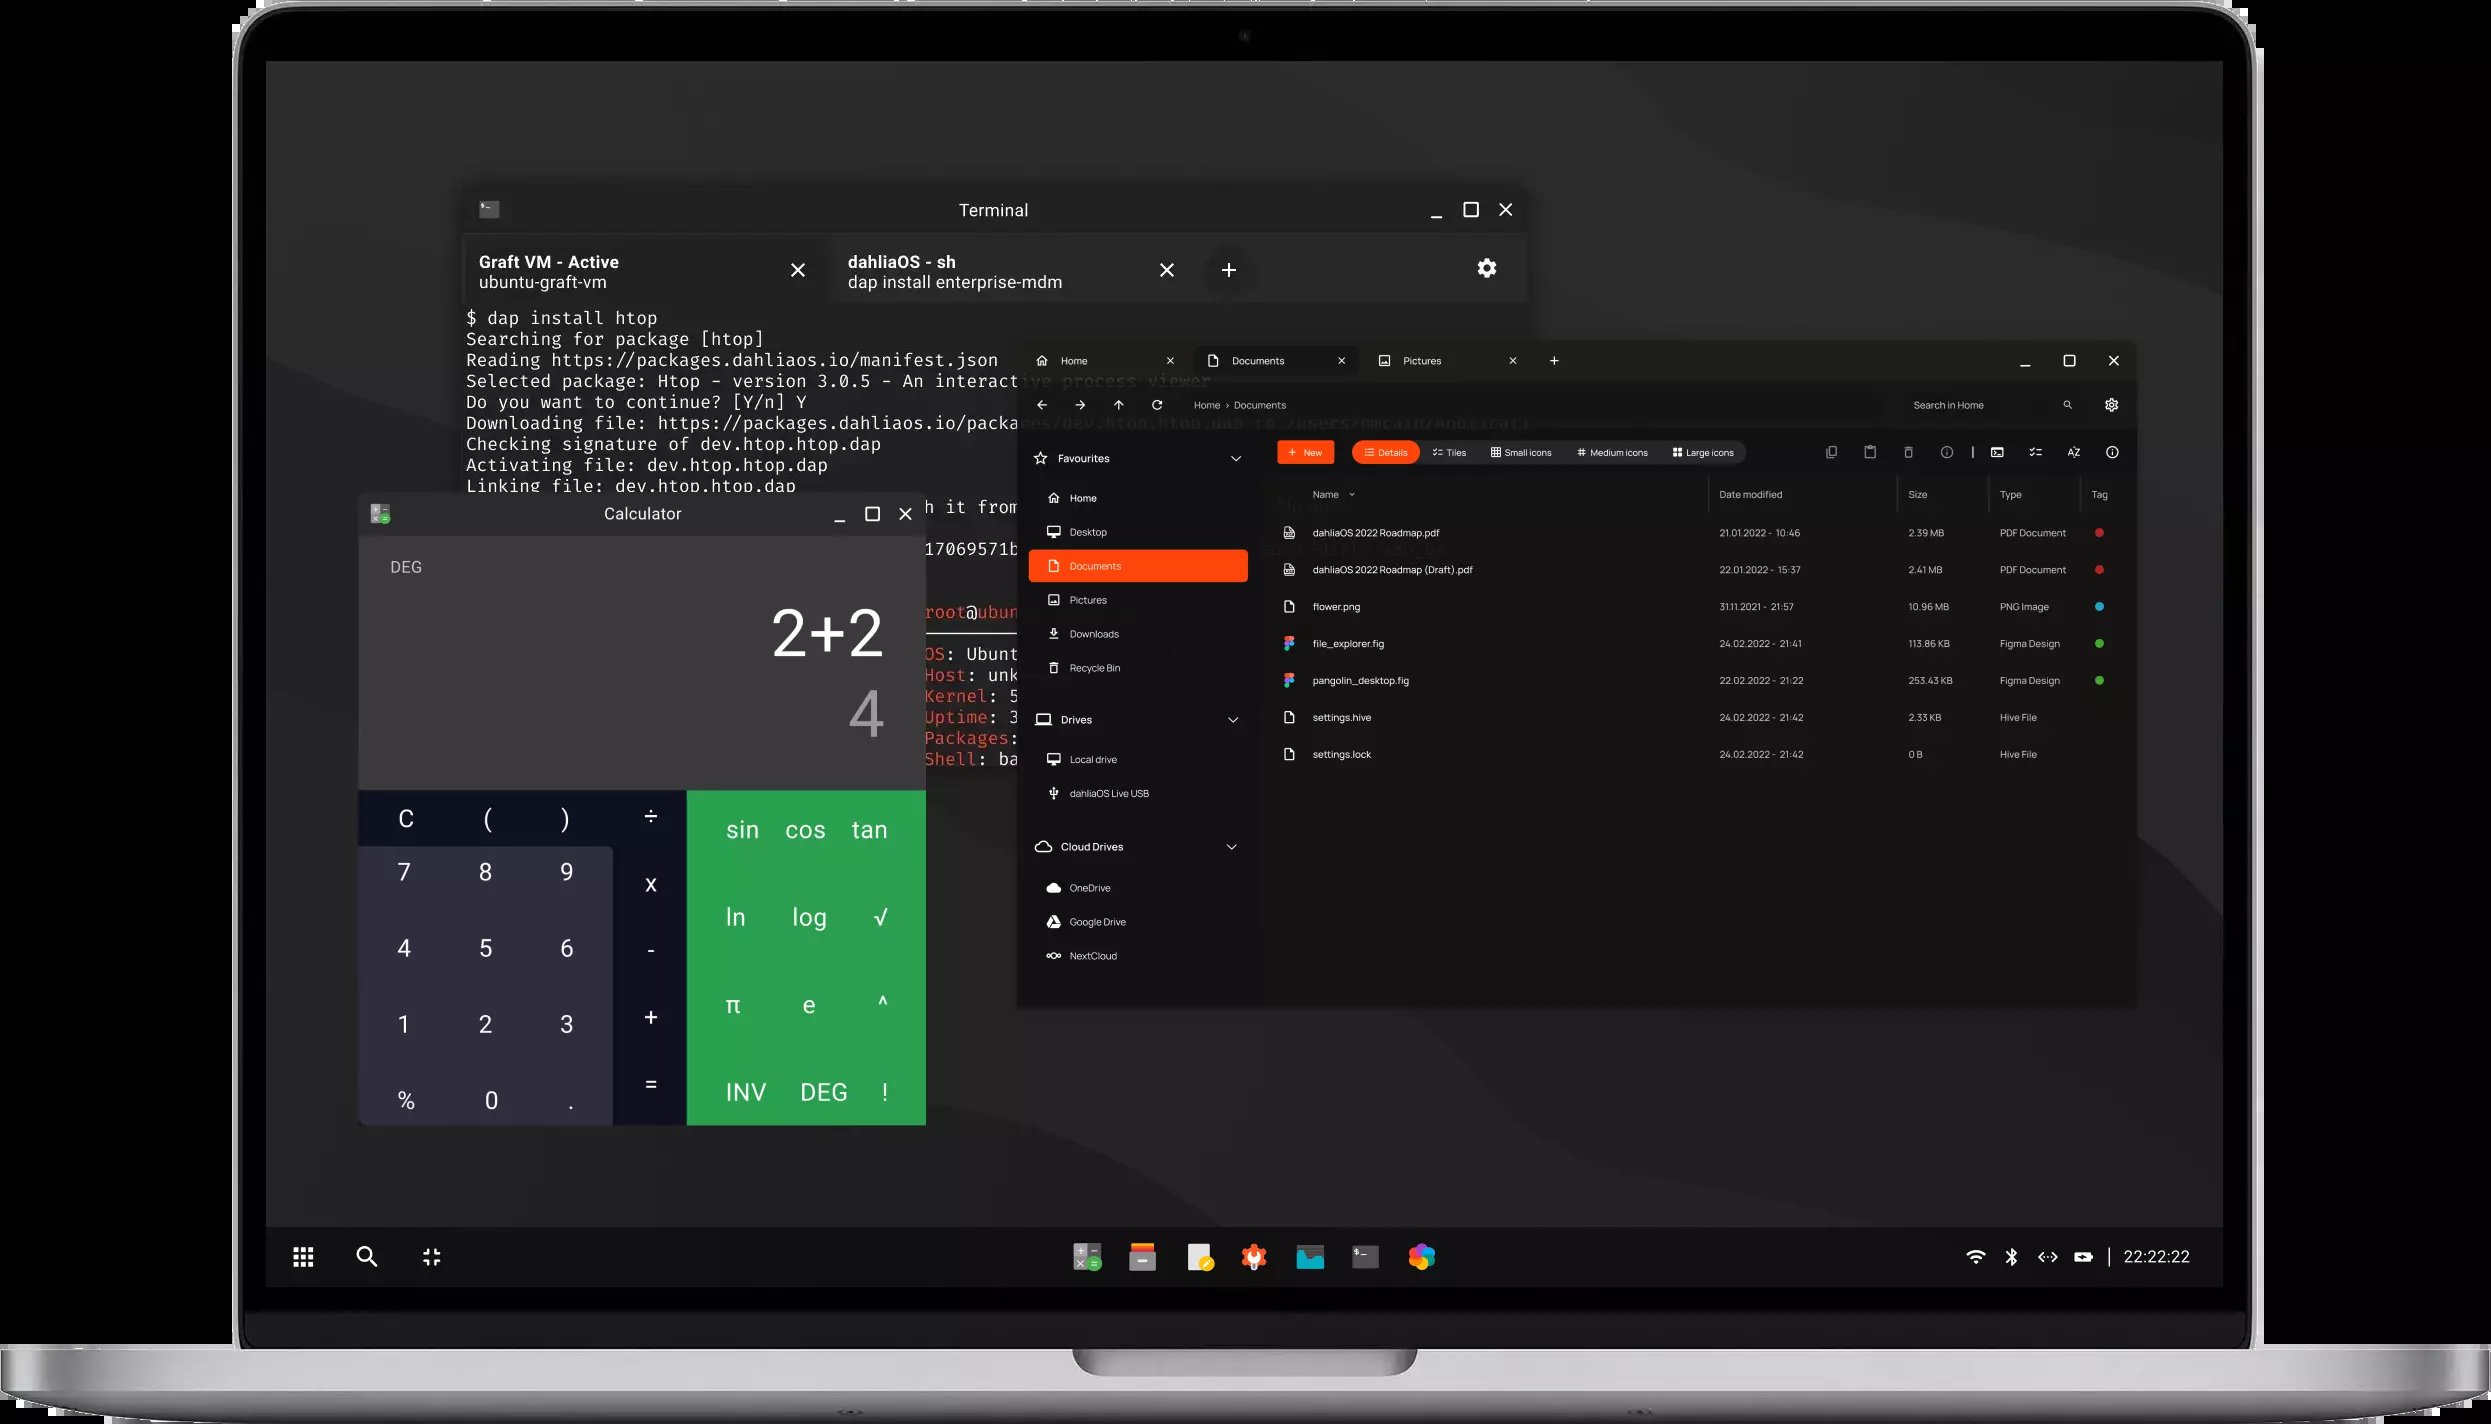 Terminal
Graft VM - Active
ubuntu-graft-vm
dahliaOS - sh
dap install enterprise-mdm
$ dap install htop
Searching for package [htop]
Reading https://packages.dahliaos.io/manifest.json
Selected package: Htop - version 3.0.5 - An interactive process viewer
Do you want to continue? [Y/n] Y
Downloading file: https://packages.dahliaos.io/packages/dev.htop.htop.dap to
Checking signature of dev.htop.htop.dap
Activating file: dev.htop.htop.dap
Linking file: dev.htop.htop.dap
h it from
17069571b
root@ubun
OS: Ubunt
Host: unk
Kernel: 5
Uptime: 3
Packages:
Shell: ba
Calculator
DEG
2+2
4
C ( ) ÷
7 8 9 x
4 5 6 -
1 2 3 +
% 0 . =
sin cos tan
ln log √
π e ^
INV DEG !
Home
Documents
Pictures
Home › Documents
Search in Home
Favourites
Home
Desktop
Documents
Pictures
Downloads
Recycle Bin
Drives
Local drive
dahliaOS Live USB
Cloud Drives
OneDrive
Google Drive
NextCloud
+ New
Details
Tiles
Small icons
Medium icons
Large icons
Name Date modified Size Type Tag
dahliaOS 2022 Roadmap.pdf 21.01.2022 - 10:46 2.39 MB PDF Document
dahliaOS 2022 Roadmap (Draft).pdf 22.01.2022 - 15:37 2.41 MB PDF Document
flower.png 31.11.2021 - 21:57 10.96 MB PNG Image
file_explorer.fig 24.02.2022 - 21:41 113.86 KB Figma Design
pangolin_desktop.fig 22.02.2022 - 21:22 253.43 KB Figma Design
settings.hive 24.02.2022 - 21:42 2.33 KB Hive File
settings.lock 24.02.2022 - 21:42 0 B Hive File
22:22:22